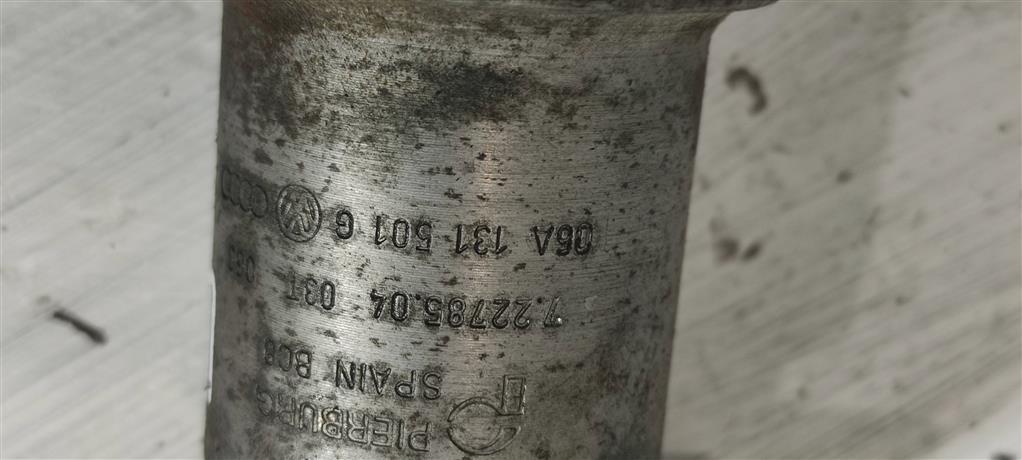 PIERBURG
SPAIN BC8
7.22785.04 03T
06A 131 501 G